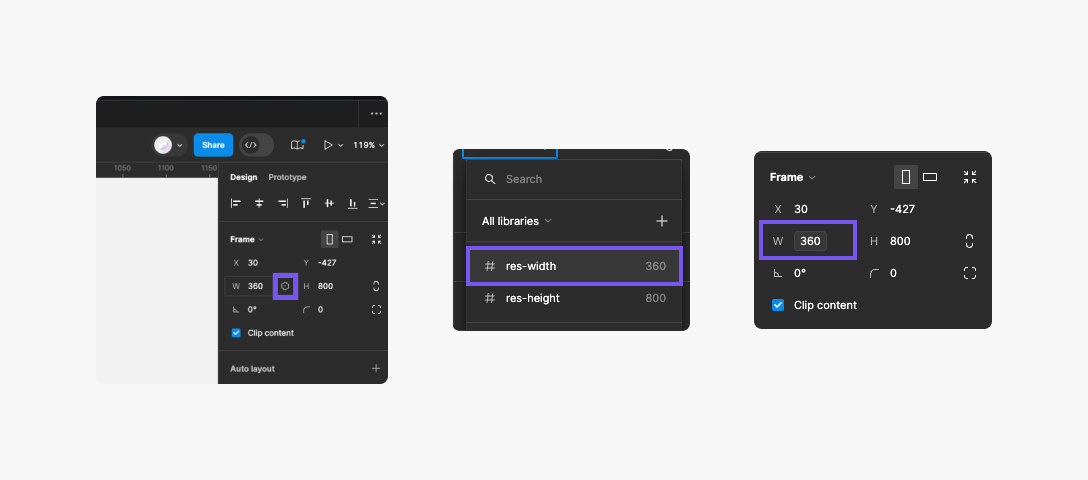 Share
</>
119%
1050 1100 1150
Design Prototype
Frame
X 30 Y -427
W 360 H 800
0° 0
Clip content
Auto layout
Search
All libraries
res-width 360
res-height 800
Frame
X 30 Y -427
W 360 H 800
0° 0
Clip content